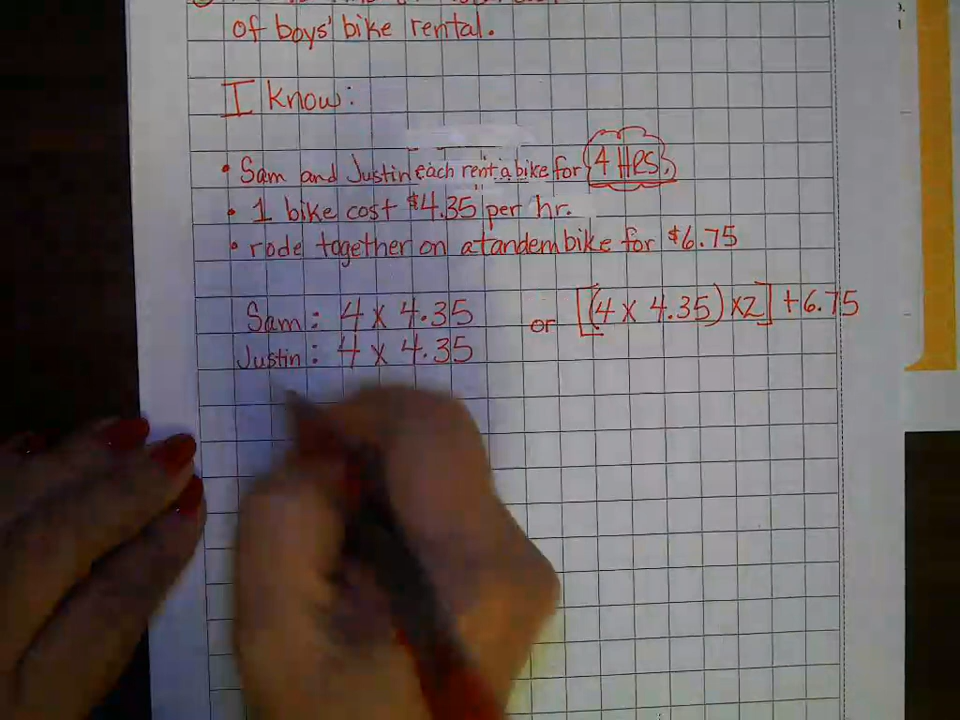 of boys' bike rental.
I know:
• Sam and Justin each rent a bike for 4 HRS.
• 1 bike cost $4.35 per hr.
• rode together on a tandem bike for $6.75
Sam: 4 x 4.35 or [(4 x 4.35) x 2] + 6.75
Justin: 4 x 4.35